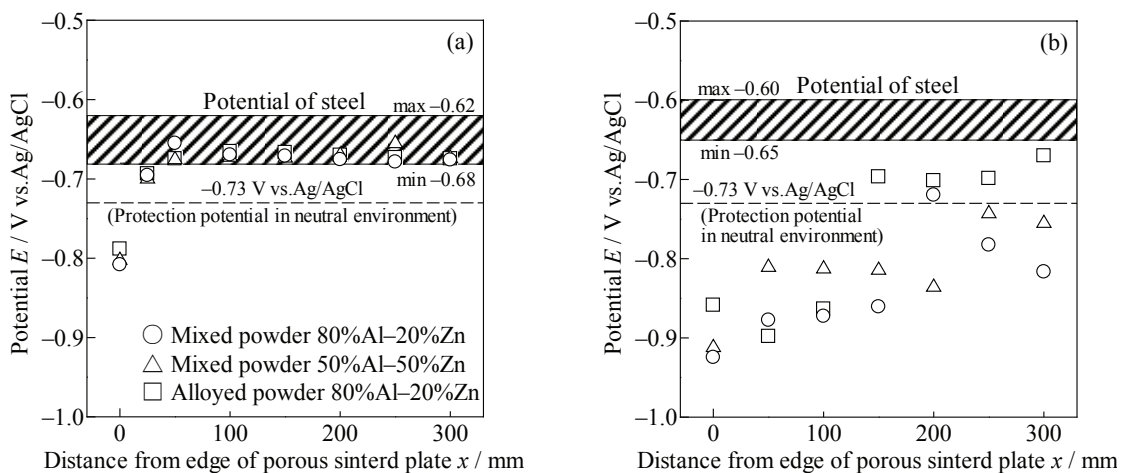 (a)
−0.5
−0.6
−0.7
−0.8
−0.9
−1.0
Potential E / V vs.Ag/AgCl
Potential of steel
max −0.62
min −0.68
−0.73 V vs.Ag/AgCl
(Protection potential in neutral environment)
Mixed powder 80%Al–20%Zn
Mixed powder 50%Al–50%Zn
Alloyed powder 80%Al–20%Zn
0
100
200
300
Distance from edge of porous sinterd plate x / mm
(b)
−0.5
−0.6
−0.7
−0.8
−0.9
−1.0
Potential E / V vs.Ag/AgCl
max −0.60
Potential of steel
min −0.65
−0.73 V vs.Ag/AgCl
(Protection potential
in neutral environment)
0
100
200
300
Distance from edge of porous sinterd plate x / mm